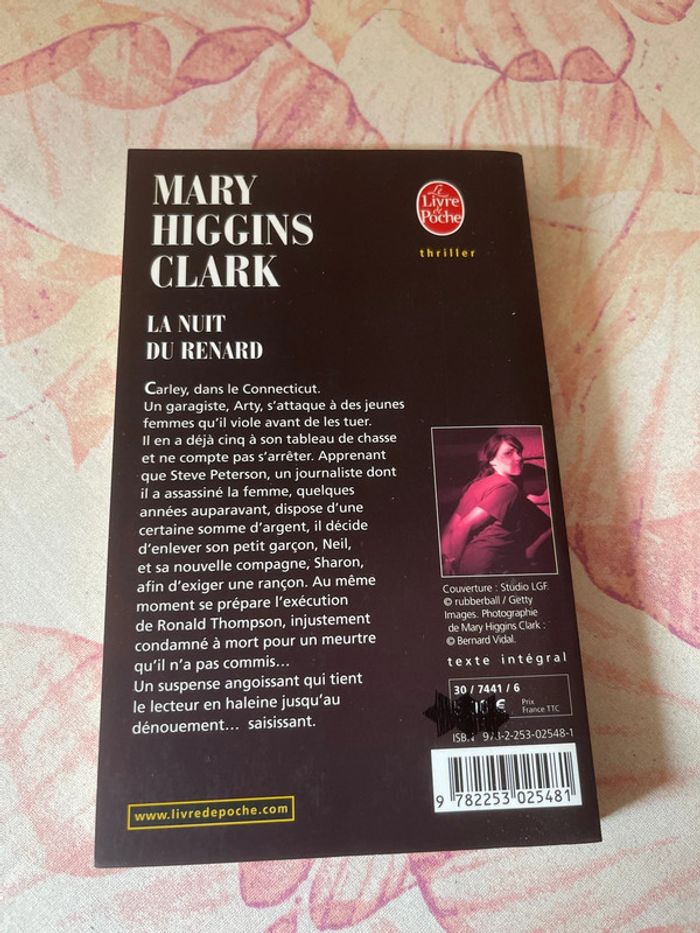 MARY
HIGGINS
CLARK
Le
Livre
de
Poche
thriller
LA NUIT
DU RENARD
Carley, dans le Connecticut.
Un garagiste, Arty, s'attaque à des jeunes
femmes qu'il viole avant de les tuer.
Il en a déjà cinq à son tableau de chasse
et ne compte pas s'arrêter. Apprenant
que Steve Peterson, un journaliste dont
il a assassiné la femme, quelques
années auparavant, dispose d'une
certaine somme d'argent, il décide
d'enlever son petit garçon, Neil,
et sa nouvelle compagne, Sharon,
afin d'exiger une rançon. Au même
moment se prépare l'exécution
de Ronald Thompson, injustement
condamné à mort pour un meurtre
qu'il n'a pas commis...
Un suspense angoissant qui tient
le lecteur en haleine jusqu'au
dénouement... saisissant.
www.livredepoche.com
Couverture : Studio LGF.
© rubberball / Getty
Images. Photographie
de Mary Higgins Clark :
© Bernard Vidal.
texte intégral
30 / 7441 / 6
€ Prix
France TTC
978-2-253-02548-1
9 782253 025481